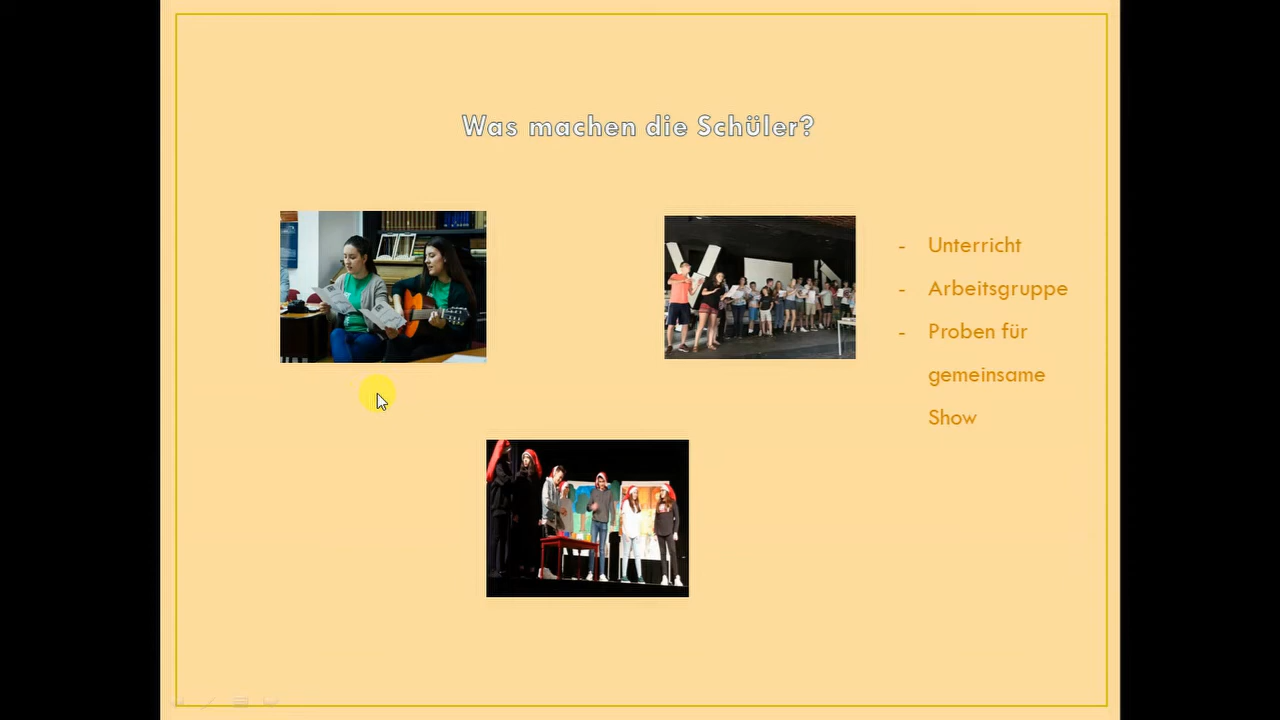 Was machen die Schüler?
- Unterricht
- Arbeitsgruppe
- Proben für
gemeinsame
Show